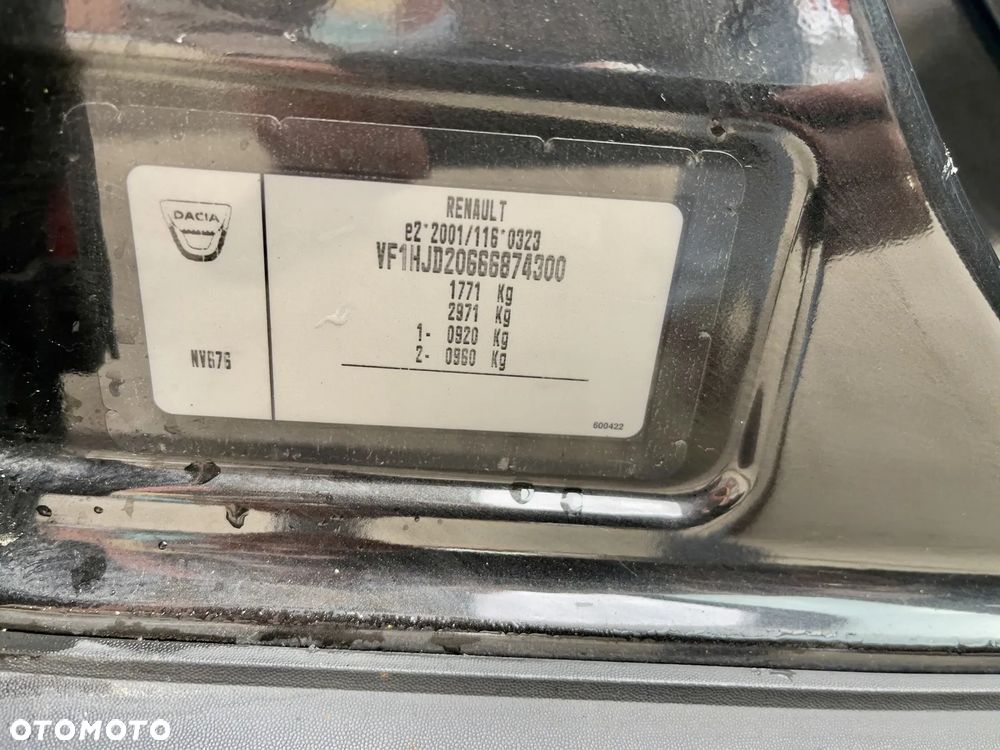 DACIA
NV676
RENAULT
e2*2001/116*0323
VF1HJD20666874300
1771 Kg
2971 Kg
1- 0920 Kg
2- 0960 Kg
600422
OTOMOTO